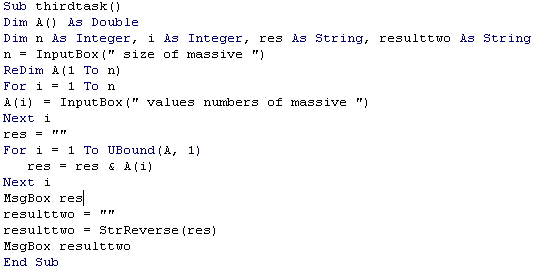 Sub thirdtask()
Dim A() As Double
Dim n As Integer, i As Integer, res As String, resulttwo As String
n = InputBox(" size of massive ")
ReDim A(1 To n)
For i = 1 To n
A(i) = InputBox(" values numbers of massive ")
Next i
res = ""
For i = 1 To UBound(A, 1)
   res = res & A(i)
Next i
MsgBox res
resulttwo = ""
resulttwo = StrReverse(res)
MsgBox resulttwo
End Sub